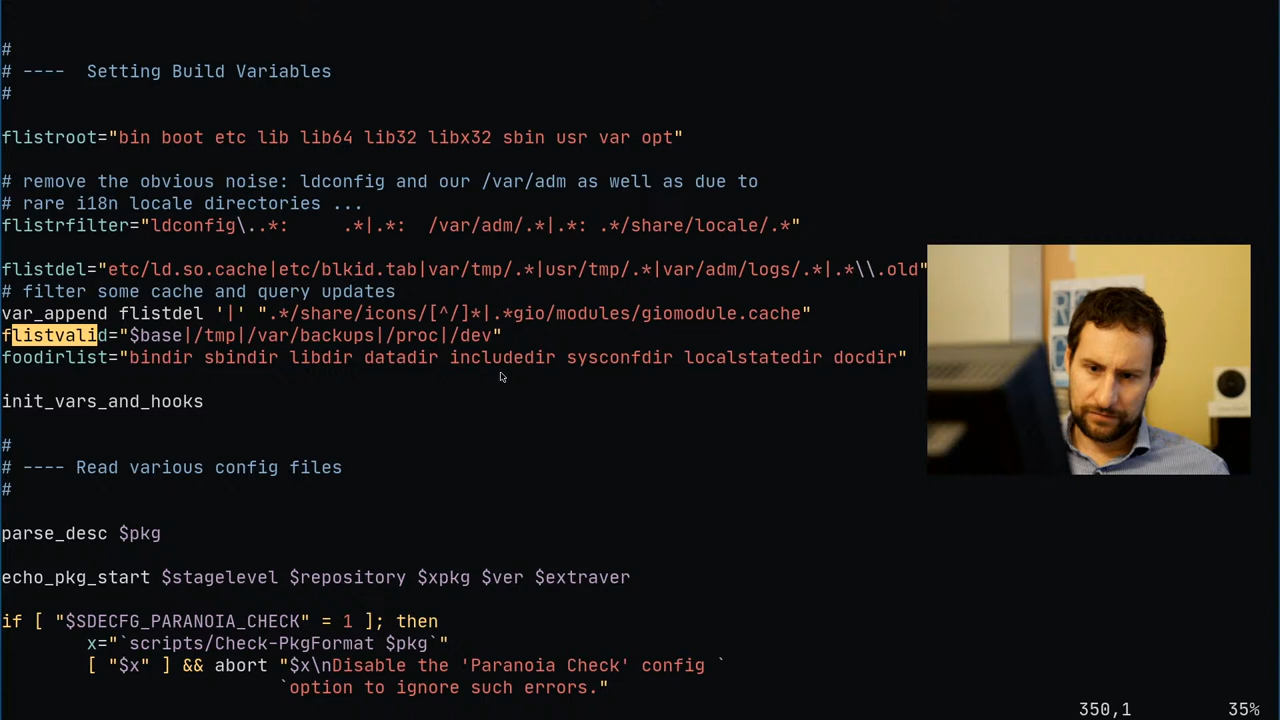 #
# ----  Setting Build Variables
#
flistroot="bin boot etc lib lib64 lib32 libx32 sbin usr var opt"
# remove the obvious noise: ldconfig and our /var/adm as well as due to
# rare i18n locale directories ...
flistrfilter="ldconfig\..*:     .*|.*:  /var/adm/.*|.*: .*/share/locale/.*"
flistdel="etc/ld.so.cache|etc/blkid.tab|var/tmp/.*|usr/tmp/.*|var/adm/logs/.*|.*\\.old"
# filter some cache and query updates
var_append flistdel '|' ".*/share/icons/[^/]*|.*gio/modules/giomodule.cache"
flistvalid="$base|/tmp|/var/backups|/proc|/dev"
foodirlist="bindir sbindir libdir datadir includedir sysconfdir localstatedir docdir"
init_vars_and_hooks
#
# ---- Read various config files
#
parse_desc $pkg
echo_pkg_start $stagelevel $repository $xpkg $ver $extraver
if [ "$SDECFG_PARANOIA_CHECK" = 1 ]; then
        x="`scripts/Check-PkgFormat $pkg`"
        [ "$x" ] && abort "$x\nDisable the 'Paranoia Check' config `
                          `option to ignore such errors."
350,1         35%